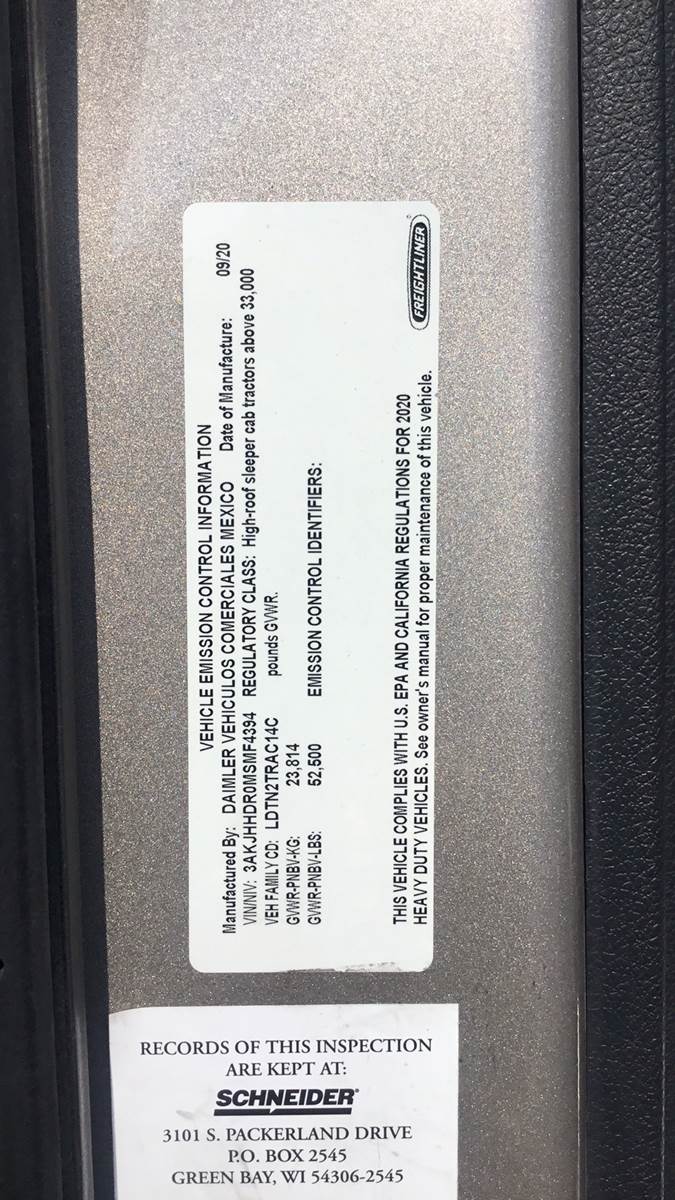 VEHICLE EMISSION CONTROL INFORMATION
Manufactured By: DAIMLER VEHICULOS COMERCIALES MEXICO Date of Manufacture: 09/20
VIN/NIV: 3AKJHHDR0MSMF4394 REGULATORY CLASS: High-roof sleeper cab tractors above 33,000
VEH FAMILY CD: LDTN2TRAC14C pounds GVWR.
GVWR-PNBV-KG: 23,814
GVWR-PNBV-LBS: 52,500 EMISSION CONTROL IDENTIFIERS:
THIS VEHICLE COMPLIES WITH U.S. EPA AND CALIFORNIA REGULATIONS FOR 2020
HEAVY DUTY VEHICLES. See owner's manual for proper maintenance of this vehicle.
FREIGHTLINER
RECORDS OF THIS INSPECTION
ARE KEPT AT:
SCHNEIDER®
3101 S. PACKERLAND DRIVE
P.O. BOX 2545
GREEN BAY, WI 54306-2545